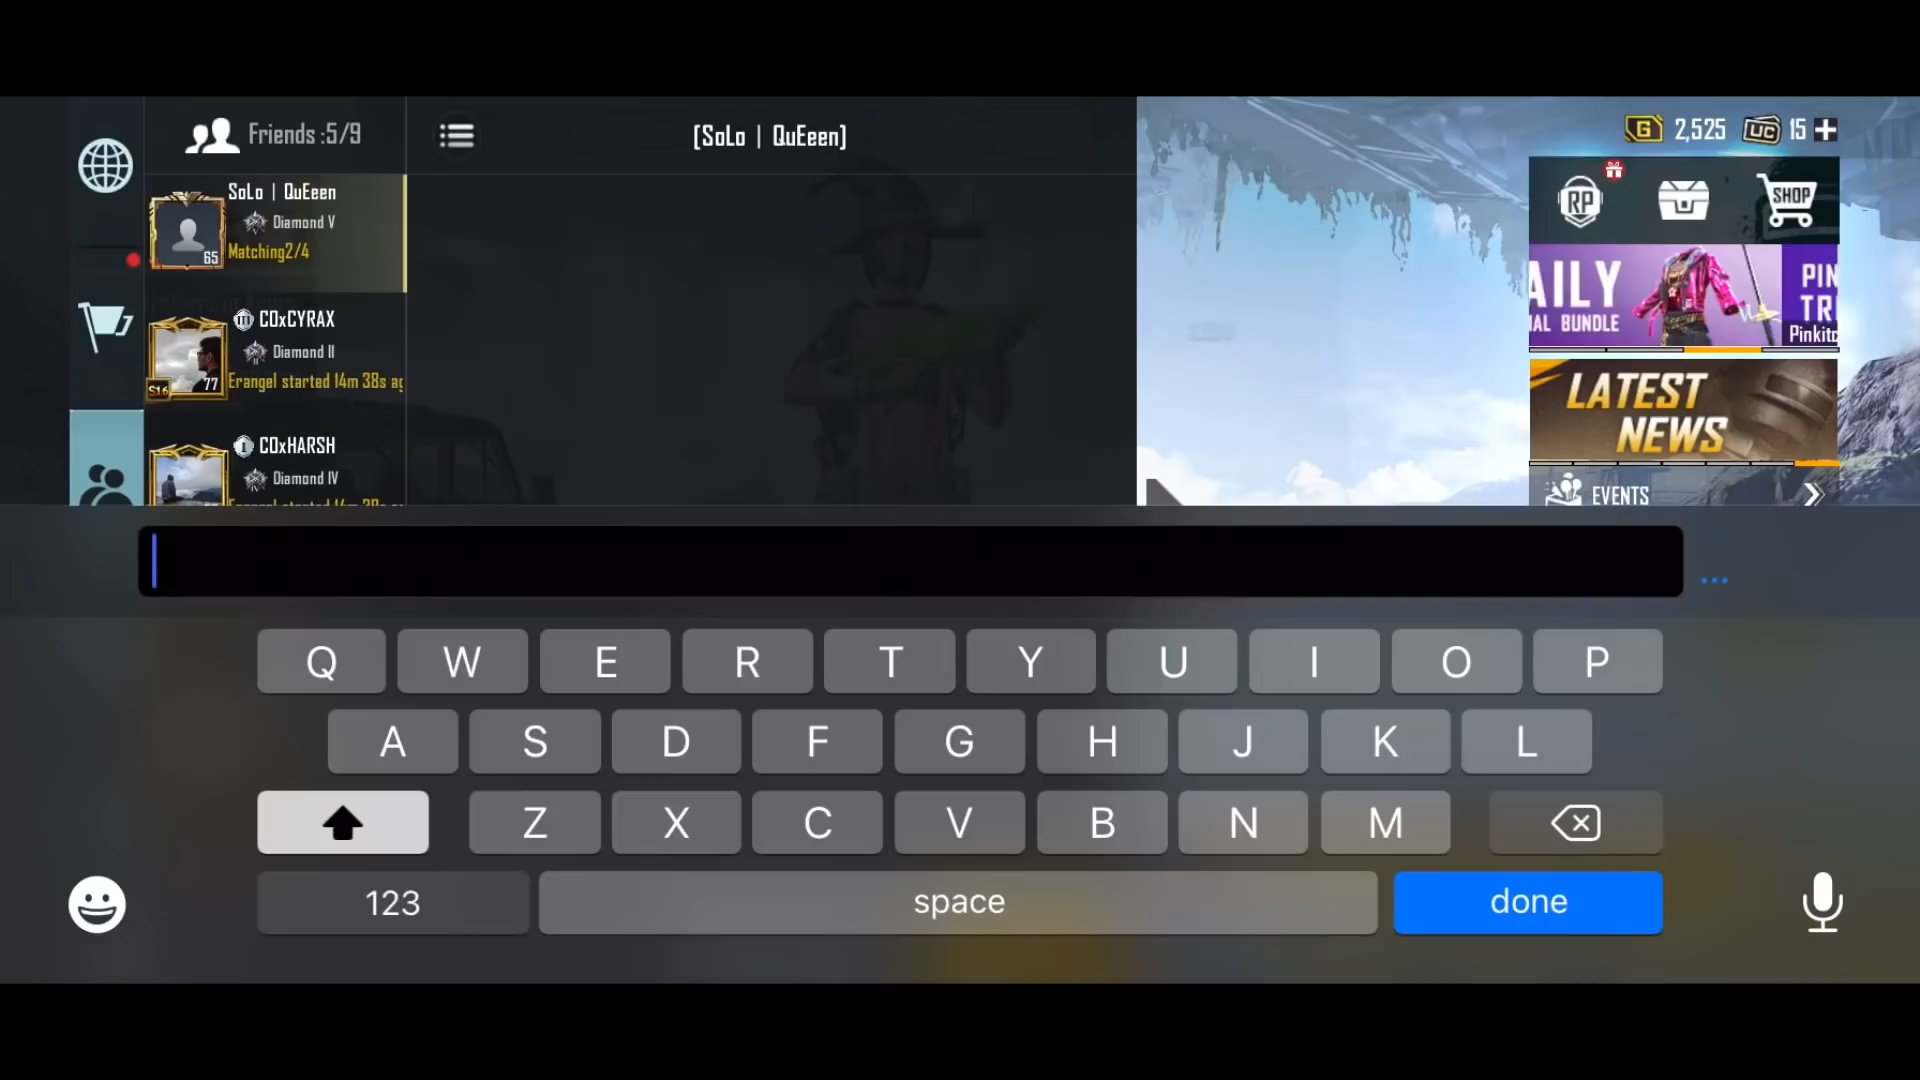 Friends :5/9
[SoLo | QuEeen]
G 2,525 UC 15
SoLo | QuEeen
Diamond V
Matching2/4
65
III COxCYRAX
Diamond II
Erangel started 14m 38s ag
S16 77
I COxHARSH
Diamond IV
RP
SHOP
AILY
AL BUNDLE
PIN
TR
Pinkit
LATEST
NEWS
EVENTS
Q W E R T Y U I O P
A S D F G H J K L
Z X C V B N M
123 space done